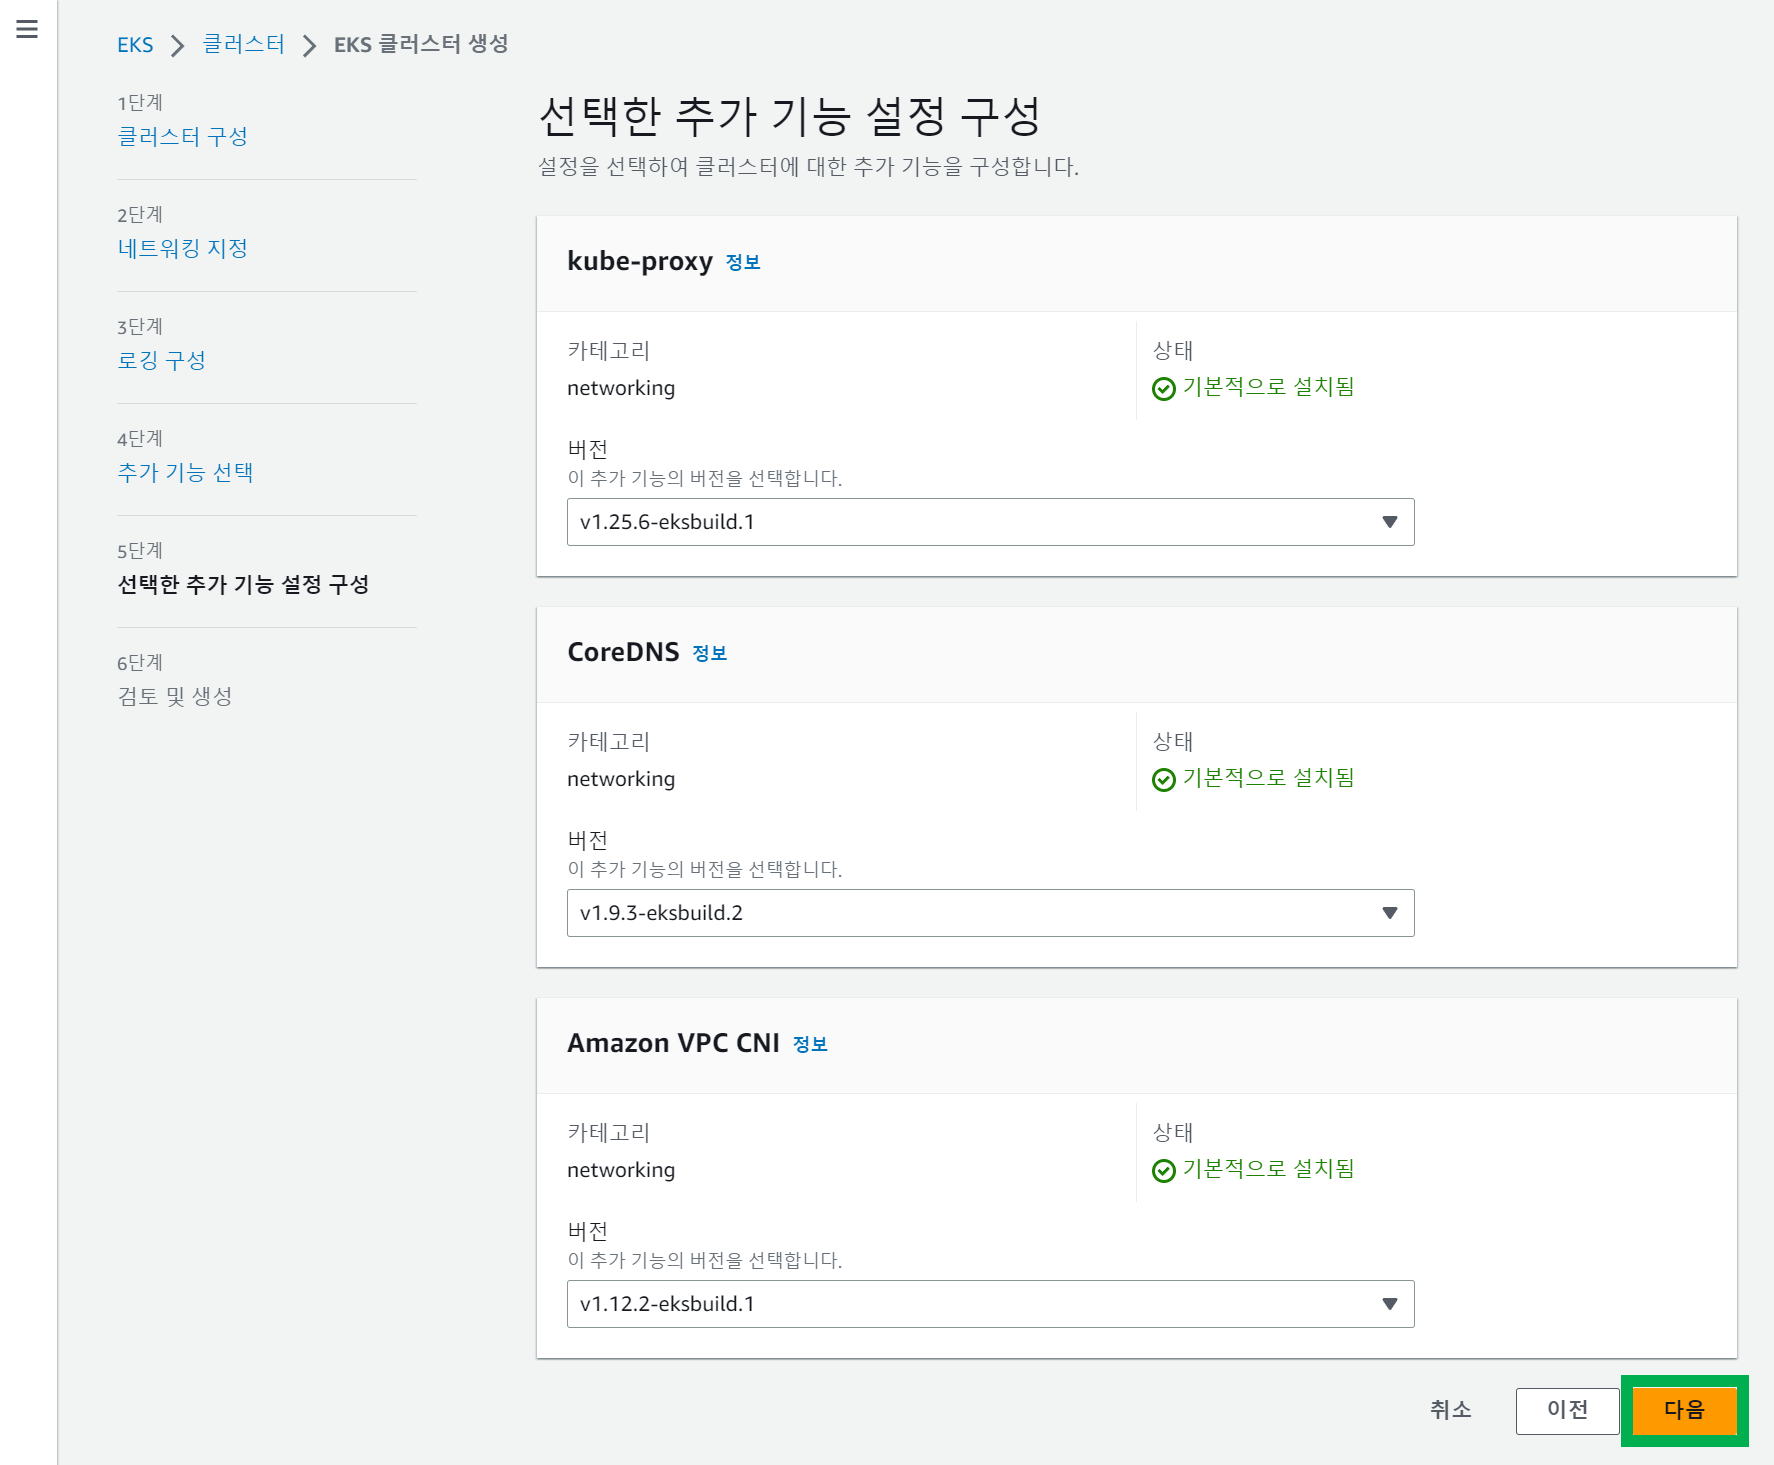 EKS 클러스터 EKS 클러스터 생성
1단계
클러스터 구성
2단계
네트워킹 지정
3단계
로깅 구성
4단계
추가 기능 선택
5단계
선택한 추가 기능 설정 구성
6단계
검토 및 생성
선택한 추가 기능 설정 구성
설정을 선택하여 클러스터에 대한 추가 기능을 구성합니다.
kube-proxy 정보
카테고리
networking
상태
기본적으로 설치됨
버전
이 추가 기능의 버전을 선택합니다.
v1.25.6-eksbuild.1
CoreDNS 정보
카테고리
networking
상태
기본적으로 설치됨
버전
이 추가 기능의 버전을 선택합니다.
v1.9.3-eksbuild.2
Amazon VPC CNI 정보
카테고리
networking
상태
기본적으로 설치됨
버전
이 추가 기능의 버전을 선택합니다.
v1.12.2-eksbuild.1
취소 이전 다음